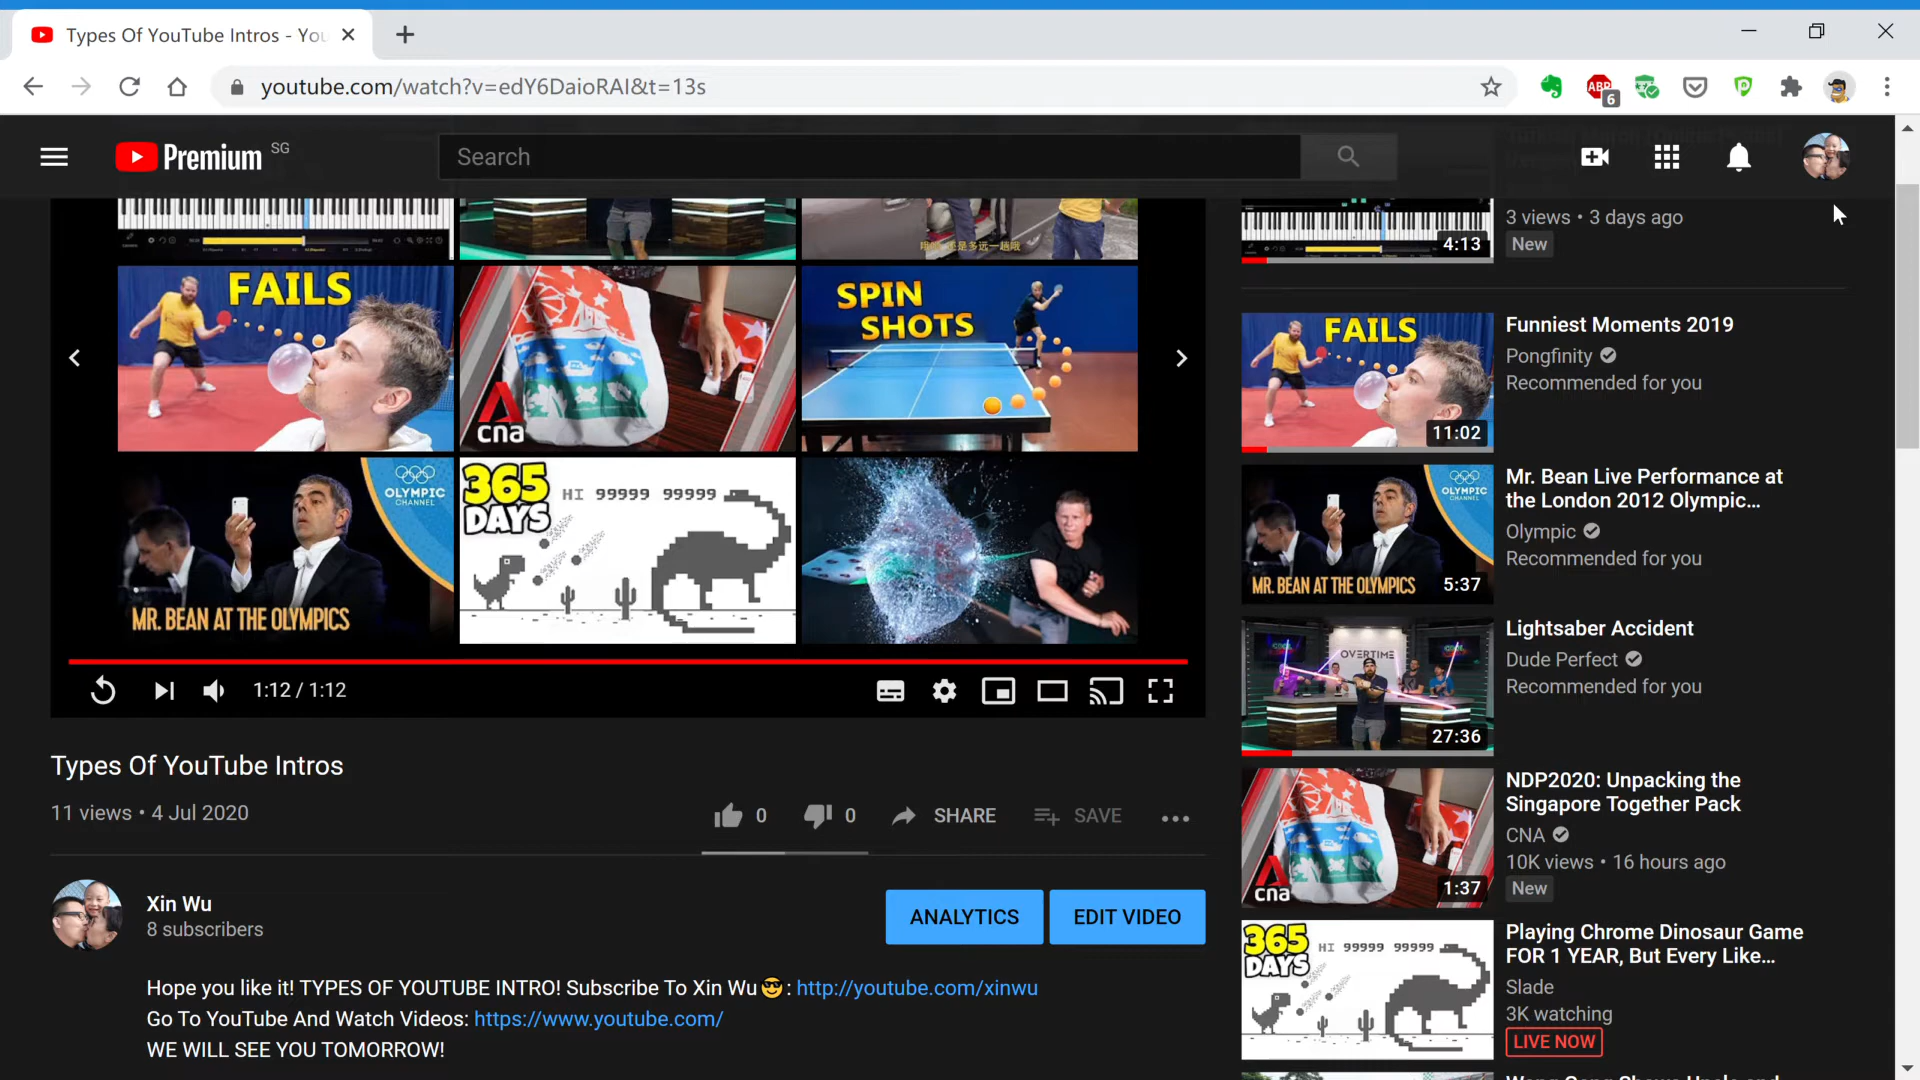 Types Of YouTube Intros - You
youtube.com/watch?v=edY6DaioRAI&t=13s
ABP
6
Premium SG
Search
4:13
3 views • 3 days ago
New
FAILS
cna
SPIN
SHOTS
MR. BEAN AT THE OLYMPICS
OLYMPIC
CHANNEL
365
DAYS
HI 99999 99999
1:12 / 1:12
Types Of YouTube Intros
11 views • 4 Jul 2020
0
0
SHARE
SAVE
Xin Wu
8 subscribers
ANALYTICS
EDIT VIDEO
Hope you like it! TYPES OF YOUTUBE INTRO! Subscribe To Xin Wu😎: http://youtube.com/xinwu
Go To YouTube And Watch Videos: https://www.youtube.com/
WE WILL SEE YOU TOMORROW!
FAILS
11:02
Funniest Moments 2019
Pongfinity
Recommended for you
OLYMPIC
CHANNEL
MR. BEAN AT THE OLYMPICS
5:37
Mr. Bean Live Performance at
the London 2012 Olympic...
Olympic
Recommended for you
OVERTIME
27:36
Lightsaber Accident
Dude Perfect
Recommended for you
cna
1:37
NDP2020: Unpacking the
Singapore Together Pack
CNA
10K views • 16 hours ago
New
365
DAYS
HI 99999 99999
Playing Chrome Dinosaur Game
FOR 1 YEAR, But Every Like...
Slade
3K watching
LIVE NOW